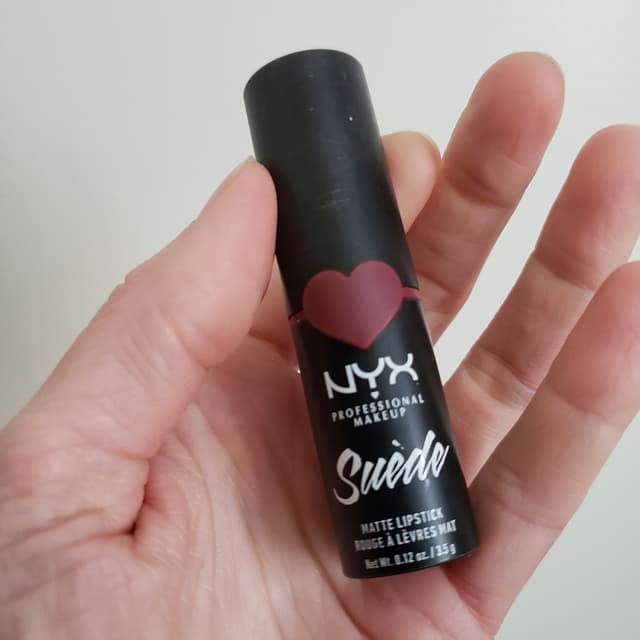 NYX
PROFESSIONAL
MAKEUP
Suède
MATTE LIPSTICK
ROUGE À LÈVRES MAT
Net Wt. 0.12 oz. / 3.5 g